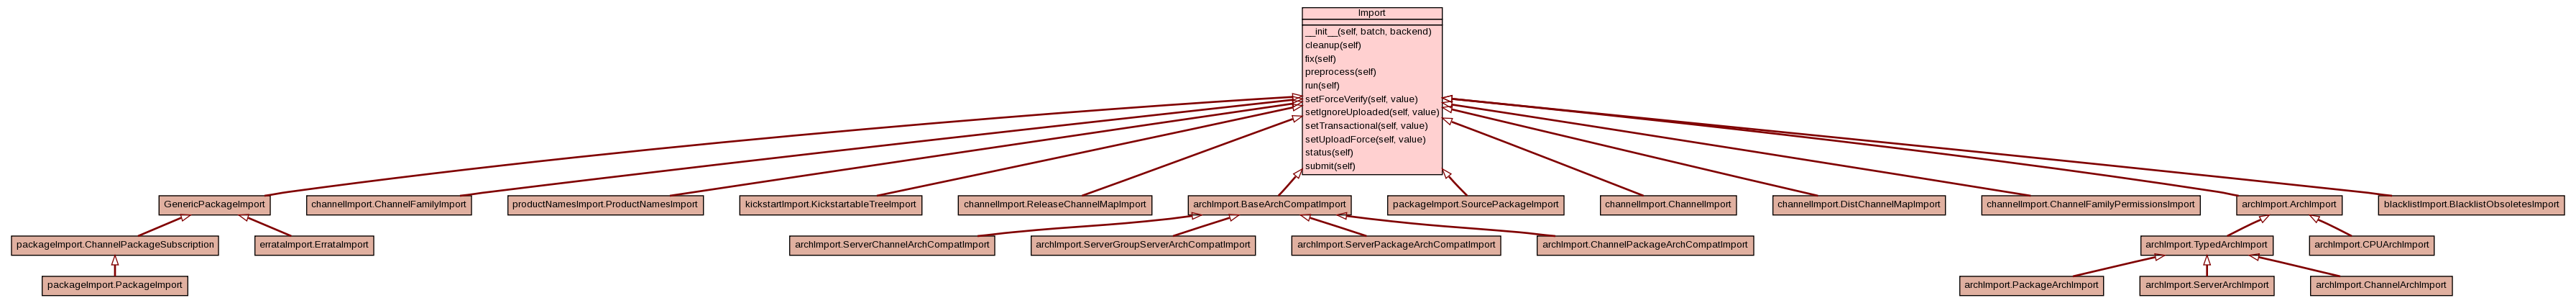 Import
__init__(self, batch, backend)
cleanup(self)
fix(self)
preprocess(self)
run(self)
setForceVerify(self, value)
setIgnoreUploaded(self, value)
setTransactional(self, value)
setUploadForce(self, value)
status(self)
submit(self)
GenericPackageImport
channelImport.ChannelFamilyImport
productNamesImport.ProductNamesImport
kickstartImport.KickstartableTreeImport
channelImport.ReleaseChannelMapImport
archImport.BaseArchCompatImport
packageImport.SourcePackageImport
channelImport.ChannelImport
channelImport.DistChannelMapImport
channelImport.ChannelFamilyPermissionsImport
archImport.ArchImport
blacklistImport.BlacklistObsoletesImport
packageImport.ChannelPackageSubscription
errataImport.ErrataImport
archImport.ServerChannelArchCompatImport
archImport.ServerGroupServerArchCompatImport
archImport.ServerPackageArchCompatImport
archImport.ChannelPackageArchCompatImport
archImport.TypedArchImport
archImport.CPUArchImport
packageImport.PackageImport
archImport.PackageArchImport
archImport.ServerArchImport
archImport.ChannelArchImport